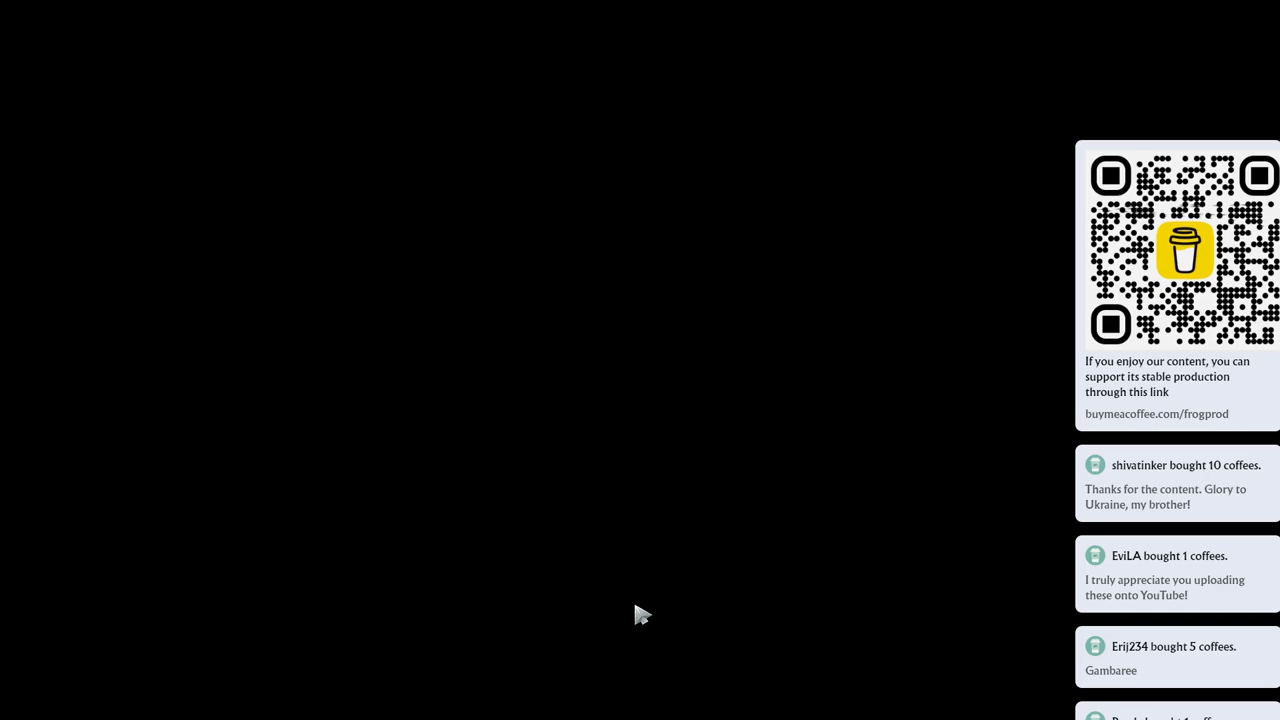 If you enjoy our content, you can
support its stable production
through this link
buymeacoffee.com/frogprod
shivatinker bought 10 coffees.
Thanks for the content. Glory to
Ukraine, my brother!
EviLA bought 1 coffees.
I truly appreciate you uploading
these onto YouTube!
Erij234 bought 5 coffees.
Gambaree